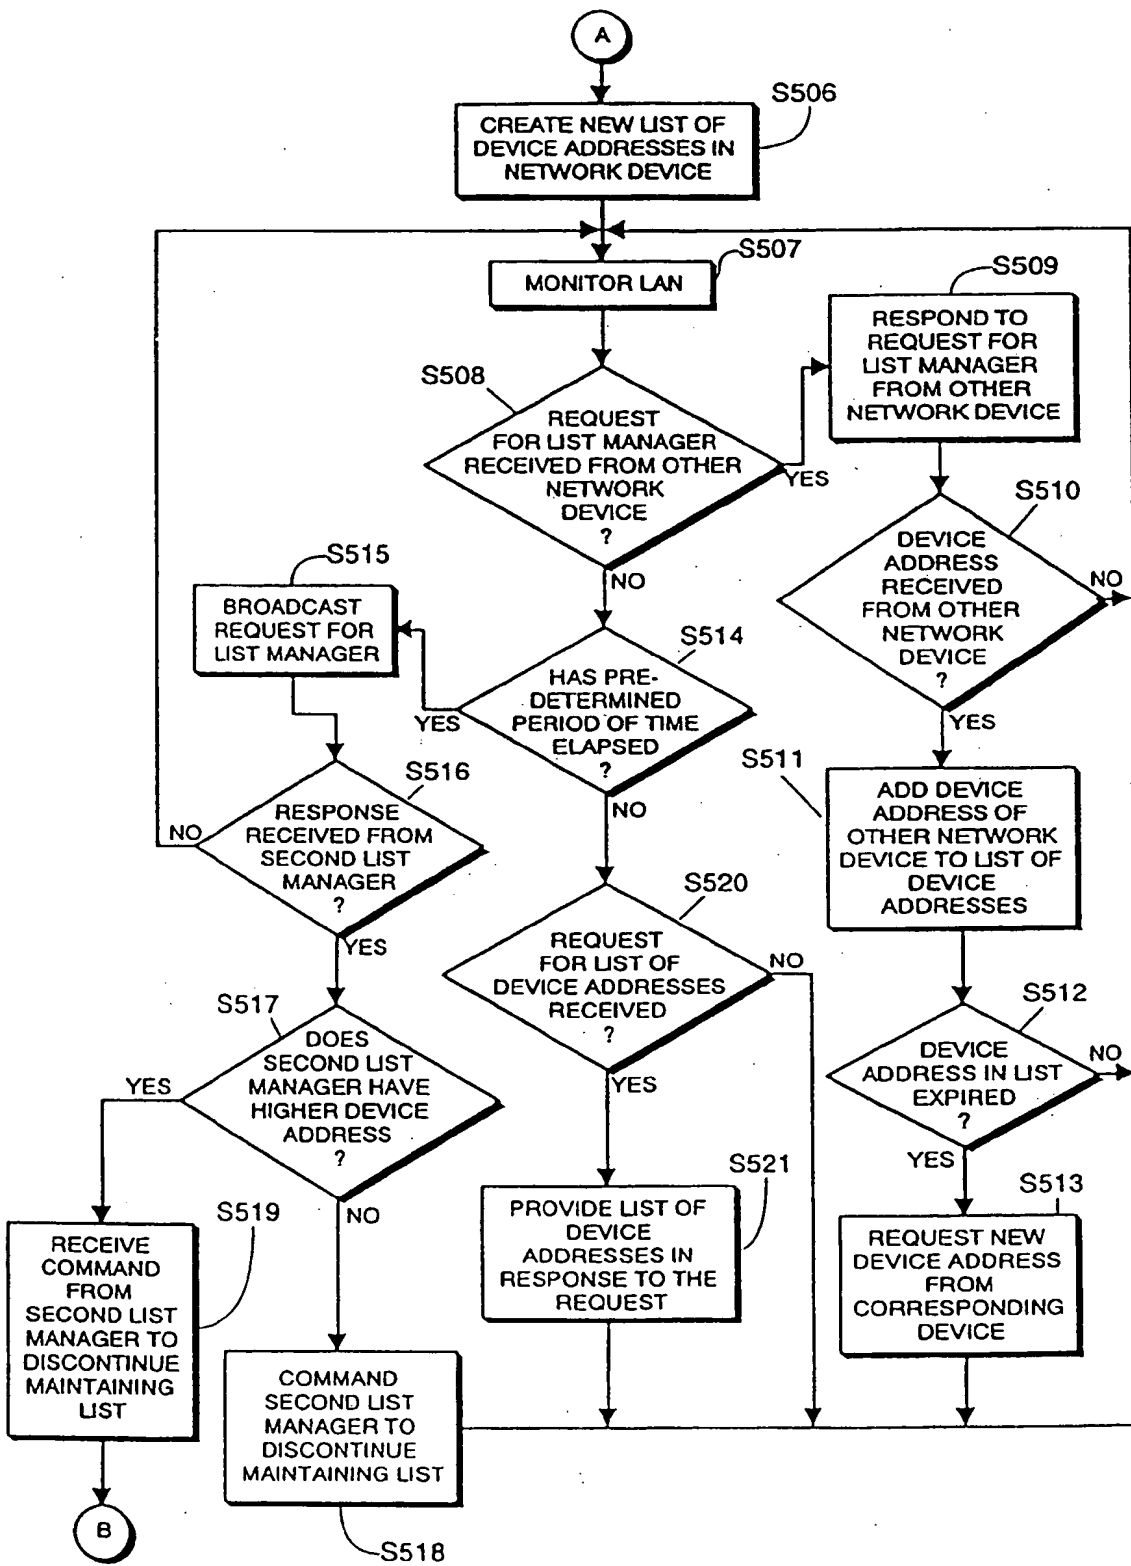 A
S506
CREATE NEW LIST OF
DEVICE ADDRESSES IN
NETWORK DEVICE
S507
MONITOR LAN
S509
RESPOND TO
REQUEST FOR
LIST MANAGER
FROM OTHER
NETWORK DEVICE
S508
REQUEST
FOR LIST MANAGER
RECEIVED FROM OTHER
NETWORK
DEVICE
?
YES
NO
S510
DEVICE
ADDRESS
RECEIVED
FROM OTHER
NETWORK
DEVICE
?
NO
YES
S515
BROADCAST
REQUEST FOR
LIST MANAGER
S514
HAS PRE-
DETERMINED
PERIOD OF TIME
ELAPSED
?
YES
NO
S511
ADD DEVICE
ADDRESS OF
OTHER NETWORK
DEVICE TO LIST OF
DEVICE
ADDRESSES
S516
RESPONSE
RECEIVED FROM
SECOND LIST
MANAGER
?
NO
YES
S520
REQUEST
FOR LIST OF
DEVICE ADDRESSES
RECEIVED
?
NO
YES
S512
DEVICE
ADDRESS IN LIST
EXPIRED
?
NO
YES
S517
DOES
SECOND LIST
MANAGER HAVE
HIGHER DEVICE
ADDRESS
?
YES
NO
S521
PROVIDE LIST OF
DEVICE
ADDRESSES IN
RESPONSE TO THE
REQUEST
S513
REQUEST NEW
DEVICE ADDRESS
FROM
CORRESPONDING
DEVICE
S519
RECEIVE
COMMAND
FROM
SECOND LIST
MANAGER TO
DISCONTINUE
MAINTAINING
LIST
COMMAND
SECOND LIST
MANAGER TO
DISCONTINUE
MAINTAINING LIST
S518
B